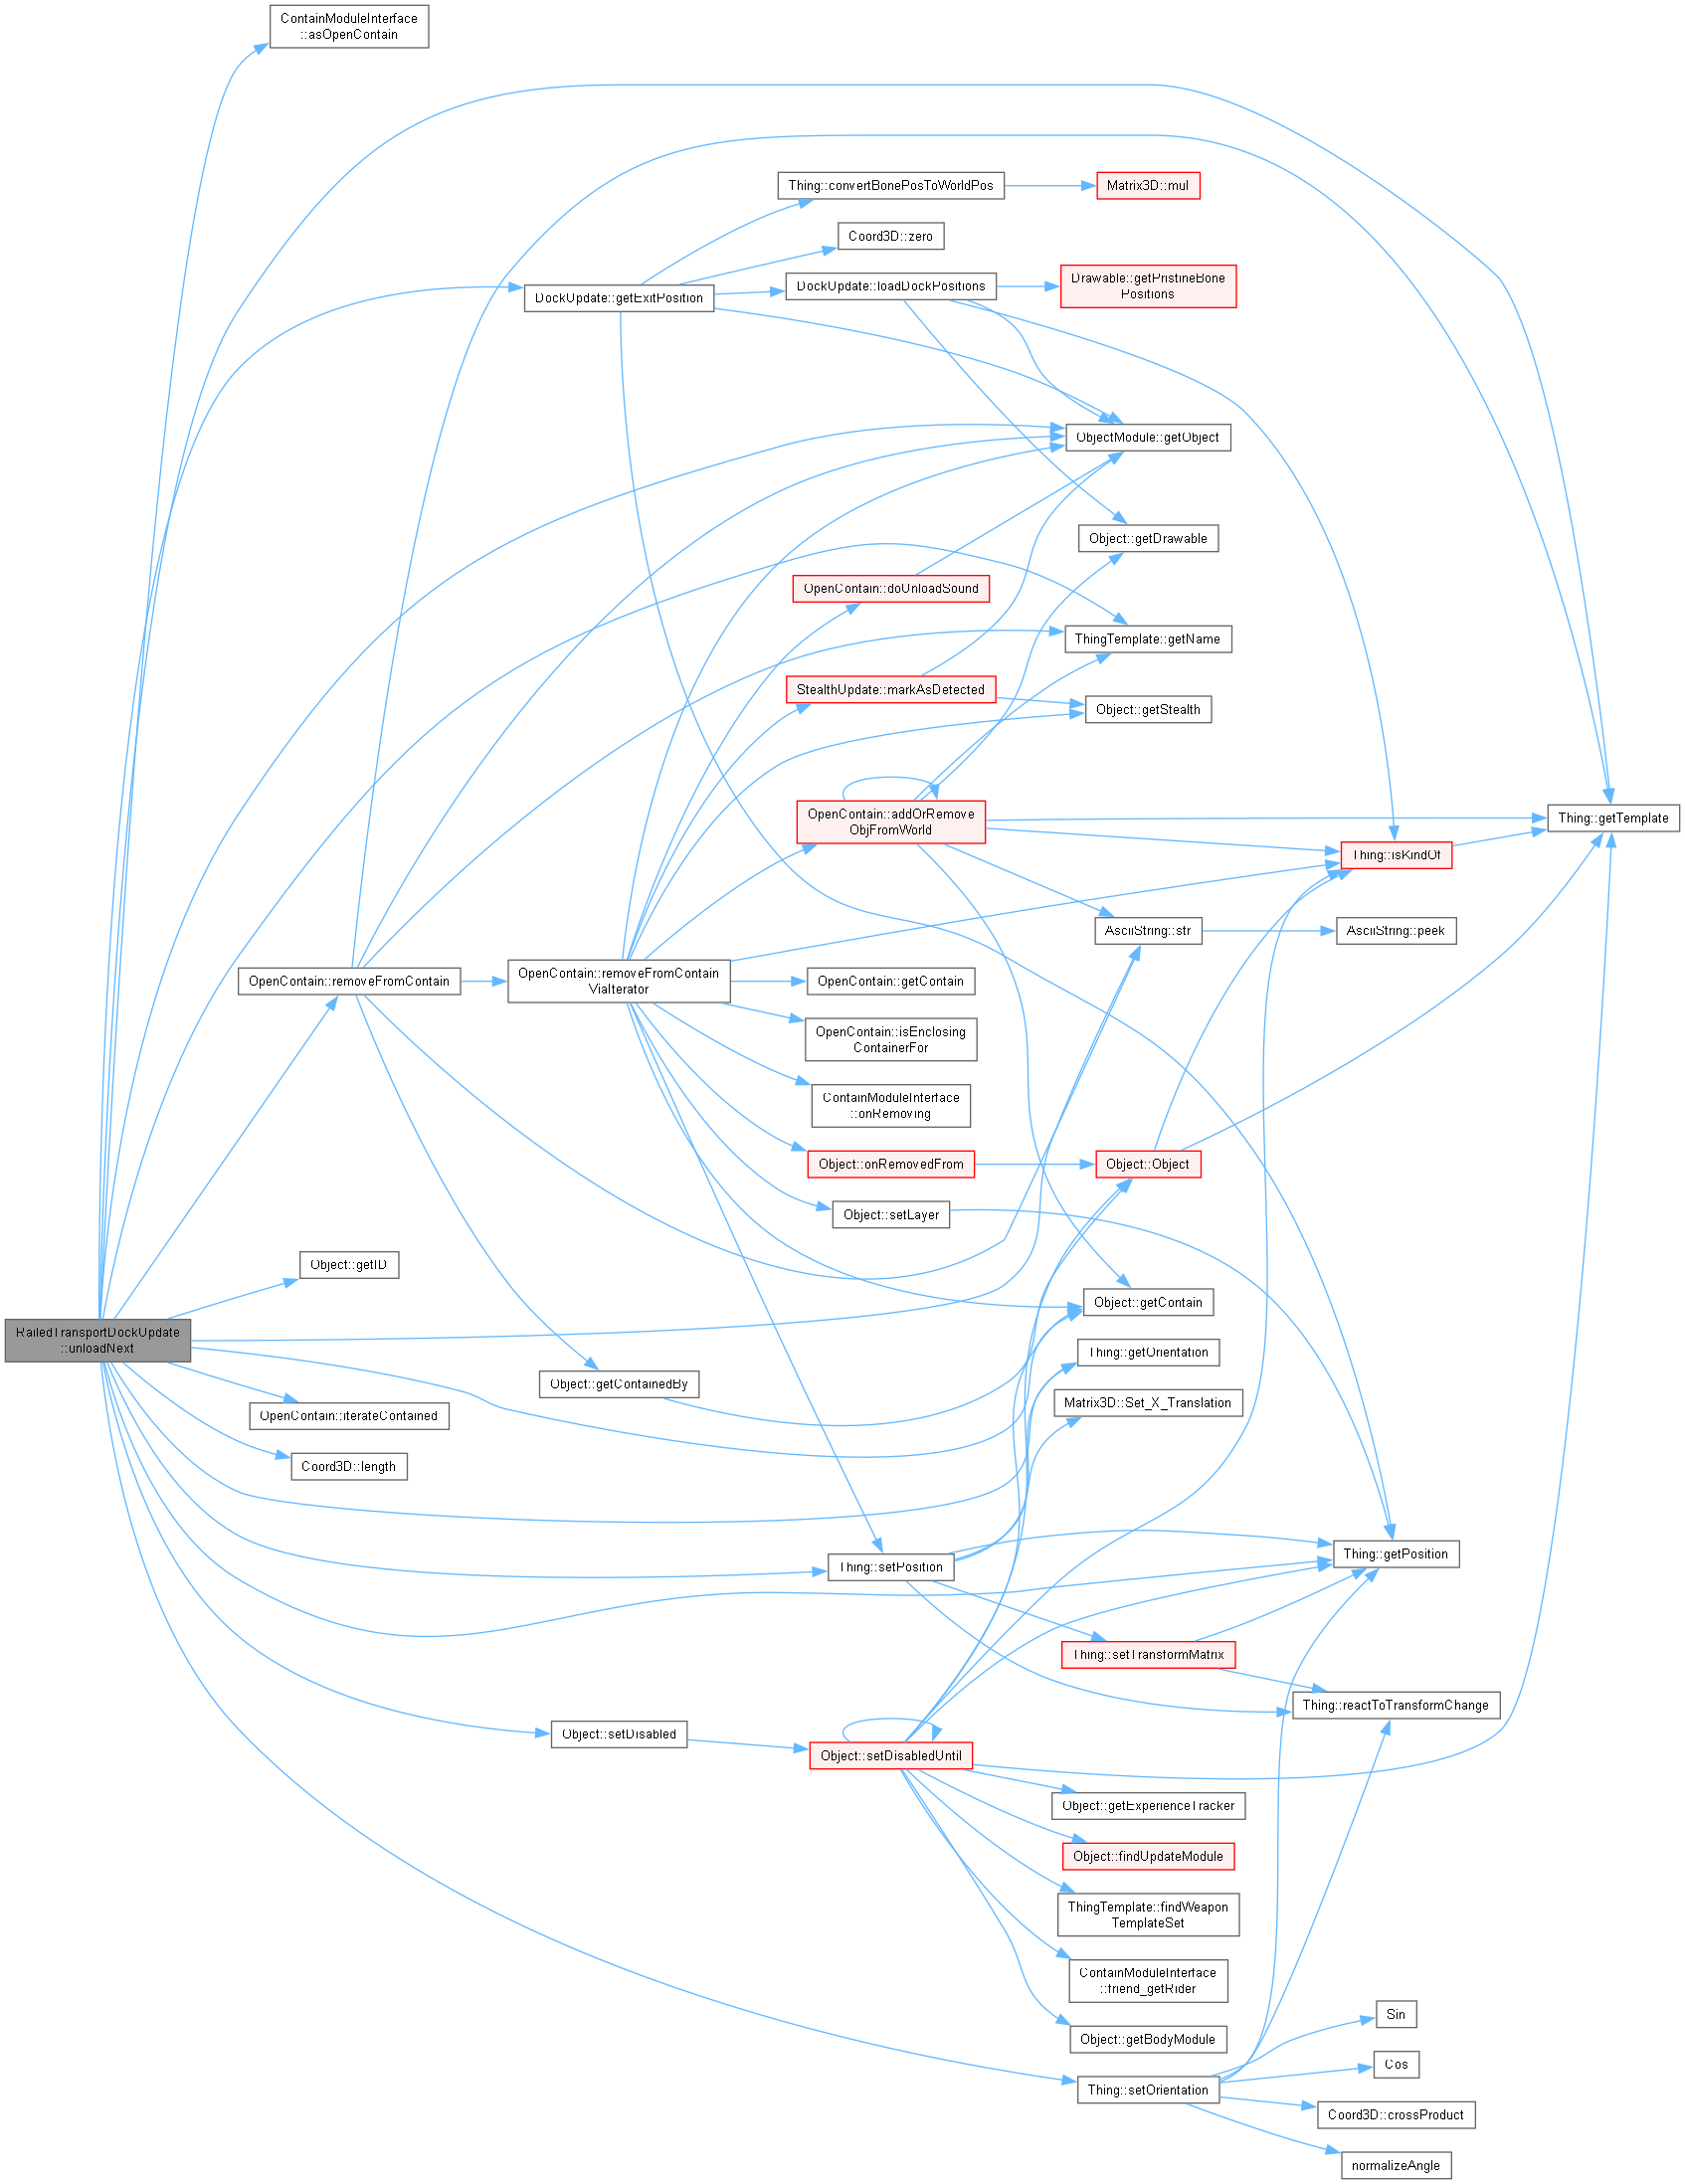 ContainModuleInterface
::asOpenContain
Thing::convertBonePosToWorldPos
Matrix3D::mul
Coord3D::zero
DockUpdate::getExitPosition
DockUpdate::loadDockPositions
Drawable::getPristineBone
Positions
ObjectModule::getObject
Object::getDrawable
OpenContain::doUnloadSound
ThingTemplate::getName
StealthUpdate::markAsDetected
Object::getStealth
OpenContain::addOrRemove
ObjFromWorld
Thing::getTemplate
Thing::isKindOf
AsciiString::str
AsciiString::peek
OpenContain::removeFromContain
OpenContain::removeFromContain
ViaIterator
OpenContain::getContain
OpenContain::isEnclosing
ContainerFor
ContainModuleInterface
::onRemoving
Object::onRemovedFrom
Object::Object
Object::setLayer
Object::getID
Object::getContain
RailedTransportDockUpdate
::unloadNext
Thing::getOrientation
Object::getContainedBy
Matrix3D::Set_X_Translation
OpenContain::iterateContained
Coord3D::length
Thing::setPosition
Thing::getPosition
Thing::setTransformMatrix
Thing::reactToTransformChange
Object::setDisabled
Object::setDisabledUntil
Object::getExperienceTracker
Object::findUpdateModule
ThingTemplate::findWeapon
TemplateSet
ContainModuleInterface
::friend_getRider
Object::getBodyModule
Sin
Cos
Thing::setOrientation
Coord3D::crossProduct
normalizeAngle